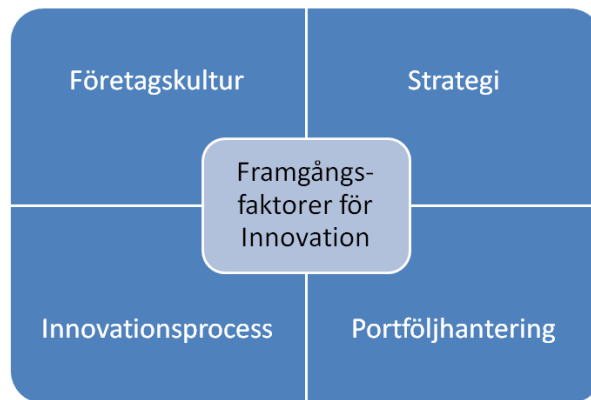 Företagskultur
Strategi
Framgångs-
faktorer för
Innovation
Innovationsprocess
Portföljhantering